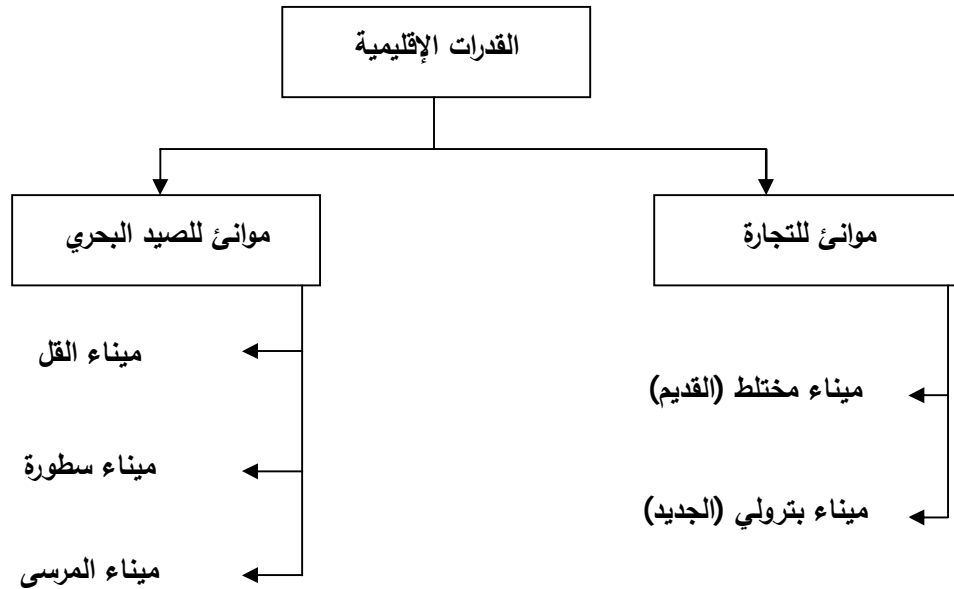 القدرات الإقليمية
موانئ للتجارة
موانئ للصيد البحري
ميناء مختلط (القديم)
ميناء بترولي (الجديد)
ميناء القل
ميناء سطورة
ميناء المرسى